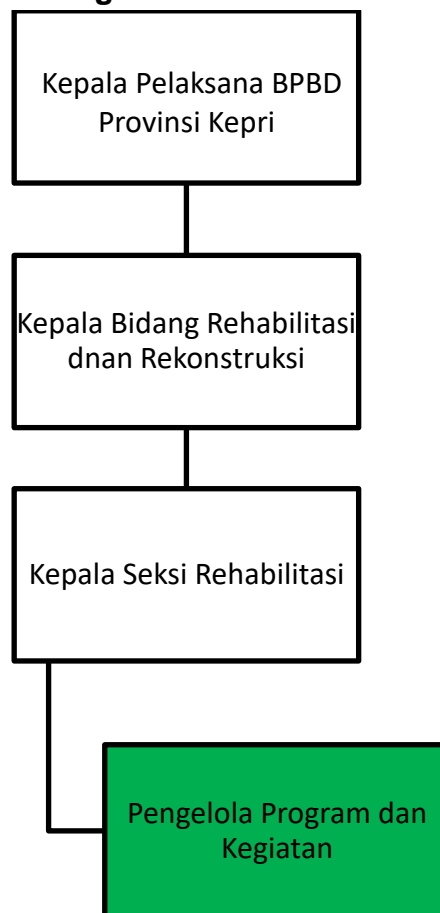 Kepala Pelaksana BPBD
Provinsi Kepri
Kepala Bidang Rehabilitasi
dnan Rekonstruksi
Kepala Seksi Rehabilitasi
Pengelola Program dan
Kegiatan